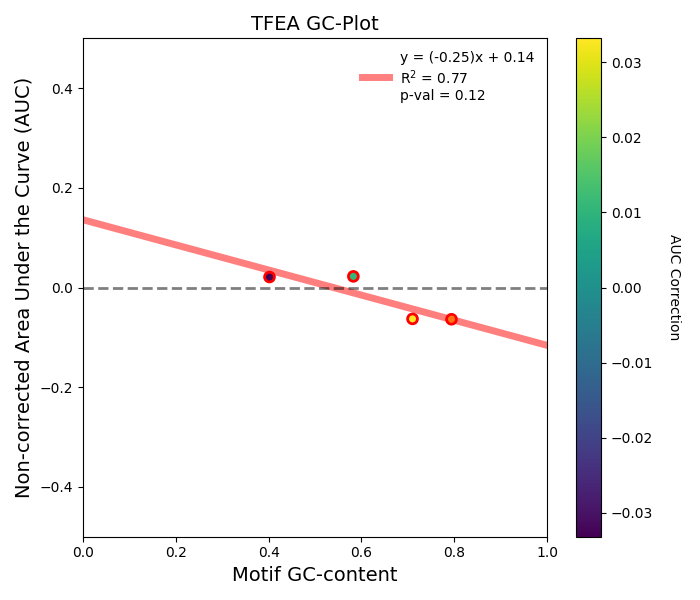 TFEA GC-Plot
y = (-0.25)x + 0.14
R² = 0.77
p-val = 0.12
Non-corrected Area Under the Curve (AUC)
0.4
0.2
0.0
−0.2
−0.4
0.0 0.2 0.4 0.6 0.8 1.0
Motif GC-content
0.03
0.02
0.01
0.00
−0.01
−0.02
−0.03
AUC Correction